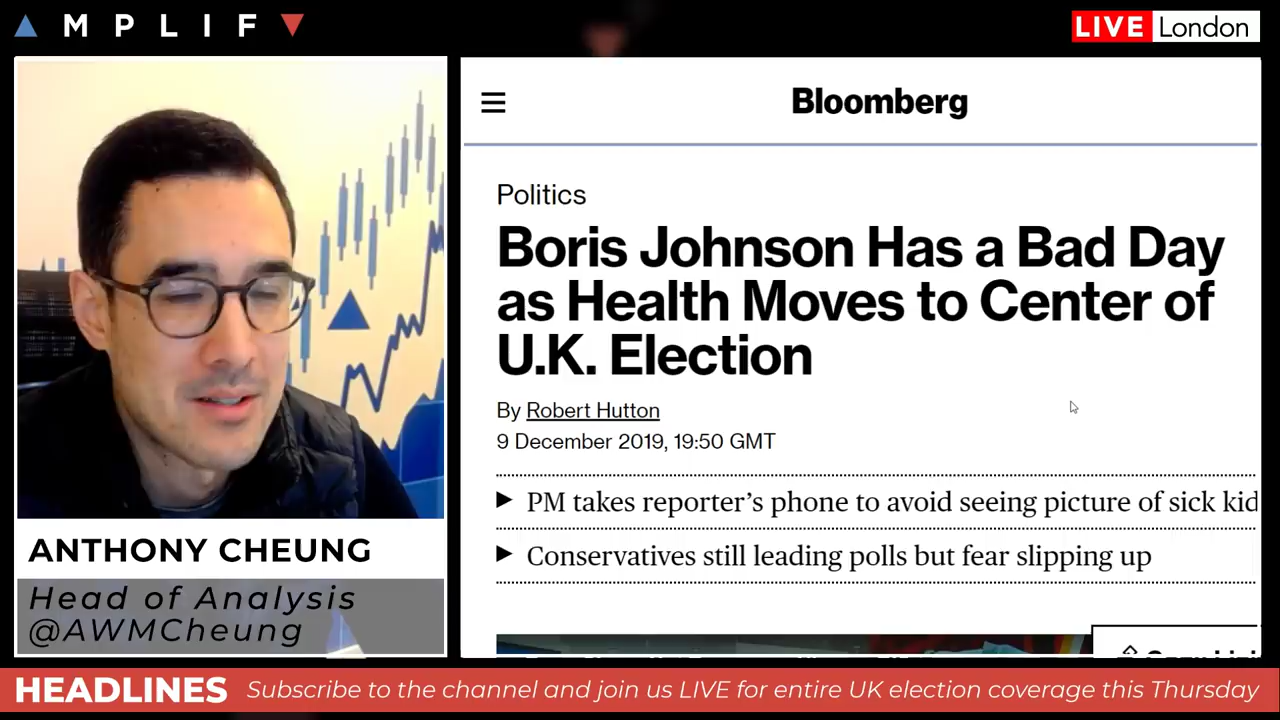 MPLIF
LIVE London
Bloomberg
Politics
Boris Johnson Has a Bad Day
as Health Moves to Center of
U.K. Election
By Robert Hutton
9 December 2019, 19:50 GMT
PM takes reporter's phone to avoid seeing picture of sick kid
Conservatives still leading polls but fear slipping up
ANTHONY CHEUNG
Head of Analysis
@AWMCheung
HEADLINES Subscribe to the channel and join us LIVE for entire UK election coverage this Thursday